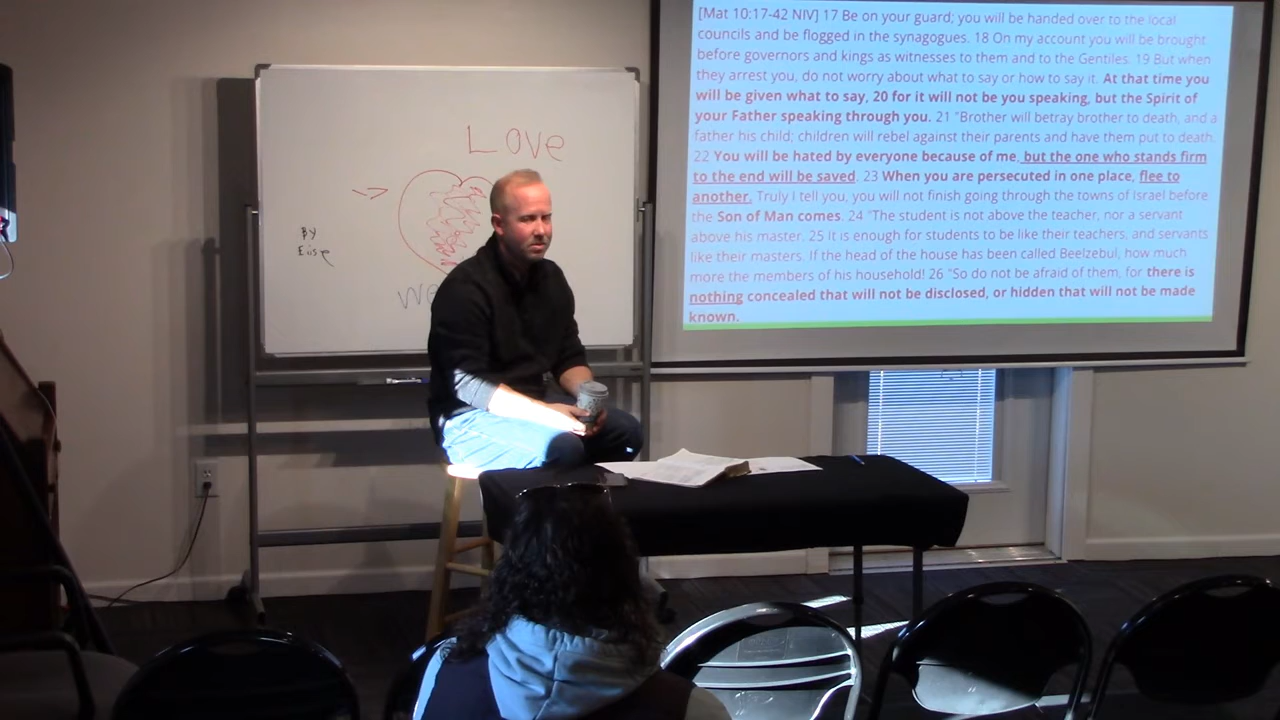 Love
By
[Mat 10:17-42 NIV] 17 Be on your guard; you will be handed over to the local
councils and be flogged in the synagogues. 18 On my account you will be brought
before governors and kings as witnesses to them and to the Gentiles. 19 But when
they arrest you, do not worry about what to say or how to say it. At that time you
will be given what to say, 20 for it will not be you speaking, but the Spirit of
your Father speaking through you. 21 "Brother will betray brother to death, and a
father his child; children will rebel against their parents and have them put to death.
22 You will be hated by everyone because of me, but the one who stands firm
to the end will be saved. 23 When you are persecuted in one place, flee to
another. Truly I tell you, you will not finish going through the towns of Israel before
the Son of Man comes. 24 "The student is not above the teacher, nor a servant
above his master. 25 It is enough for students to be like their teachers, and servants
like their masters. If the head of the house has been called Beelzebul, how much
more the members of his household! 26 "So do not be afraid of them, for there is
nothing concealed that will not be disclosed, or hidden that will not be made
known.